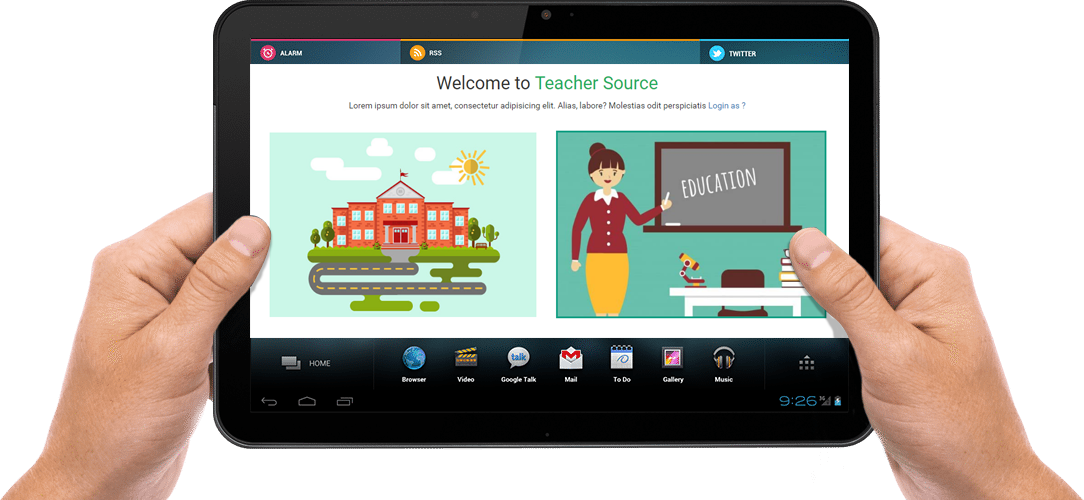 ALARM
RSS
TWITTER
Welcome to Teacher Source
Lorem ipsum dolor sit amet, consectetur adipisicing elit. Alias, labore? Molestias odit perspiciatis Login as ?
EDUCATION
HOME
talk
Browser
Video
Google Talk
Mail
To Do
Gallery
Music
9:26
3G